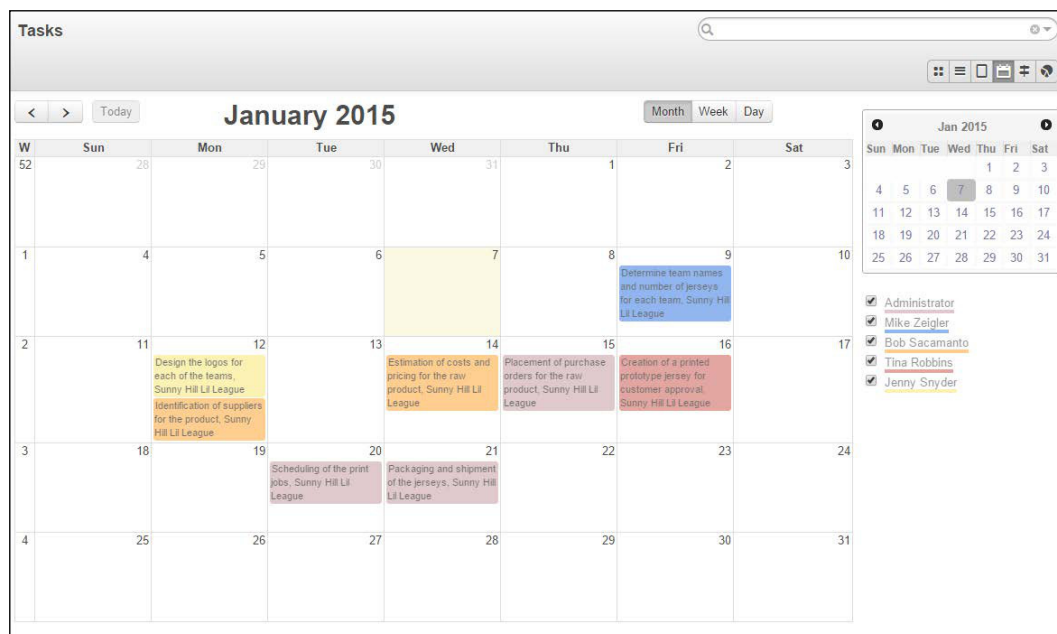 Tasks
Today
January 2015
Month Week Day
W Sun Mon Tue Wed Thu Fri Sat
52 28 29 30 31 1 2 3
1 4 5 6 7 8 9 10
Determine team names
and number of jerseys
for each team, Sunny Hill
Lil League
2 11 12 13 14 15 16 17
Design the logos for
each of the teams,
Sunny Hill Lil League
Identification of suppliers
for the product, Sunny
Hill Lil League
Estimation of costs and
pricing for the raw
product, Sunny Hill Lil
League
Placement of purchase
orders for the raw
product, Sunny Hill Lil
League
Creation of a printed
prototype jersey for
customer approval,
Sunny Hill Lil League
3 18 19 20 21 22 23 24
Scheduling of the print
jobs, Sunny Hill Lil
League
Packaging and shipment
of the jerseys, Sunny Hill
Lil League
4 25 26 27 28 29 30 31
Jan 2015
Sun Mon Tue Wed Thu Fri Sat
1 2 3
4 5 6 7 8 9 10
11 12 13 14 15 16 17
18 19 20 21 22 23 24
25 26 27 28 29 30 31
Administrator
Mike Zeigler
Bob Sacamanto
Tina Robbins
Jenny Snyder